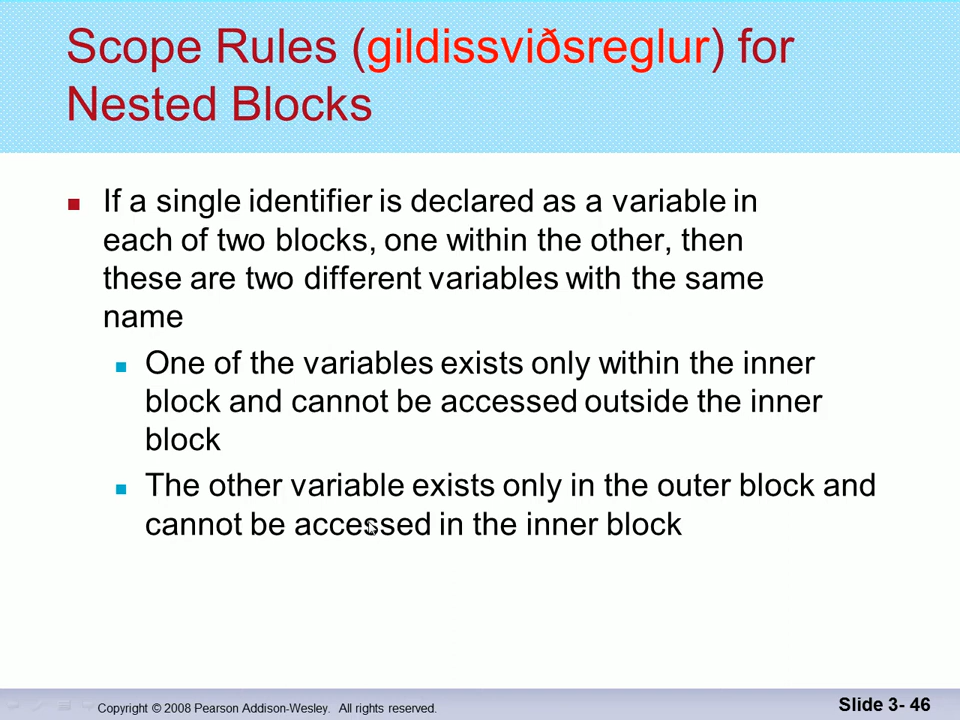 Scope Rules (gildissviðsreglur) for
Nested Blocks
If a single identifier is declared as a variable in
each of two blocks, one within the other, then
these are two different variables with the same
name
One of the variables exists only within the inner
block and cannot be accessed outside the inner
block
The other variable exists only in the outer block and
cannot be accessed in the inner block
Copyright © 2008 Pearson Addison-Wesley. All rights reserved.
Slide 3- 46